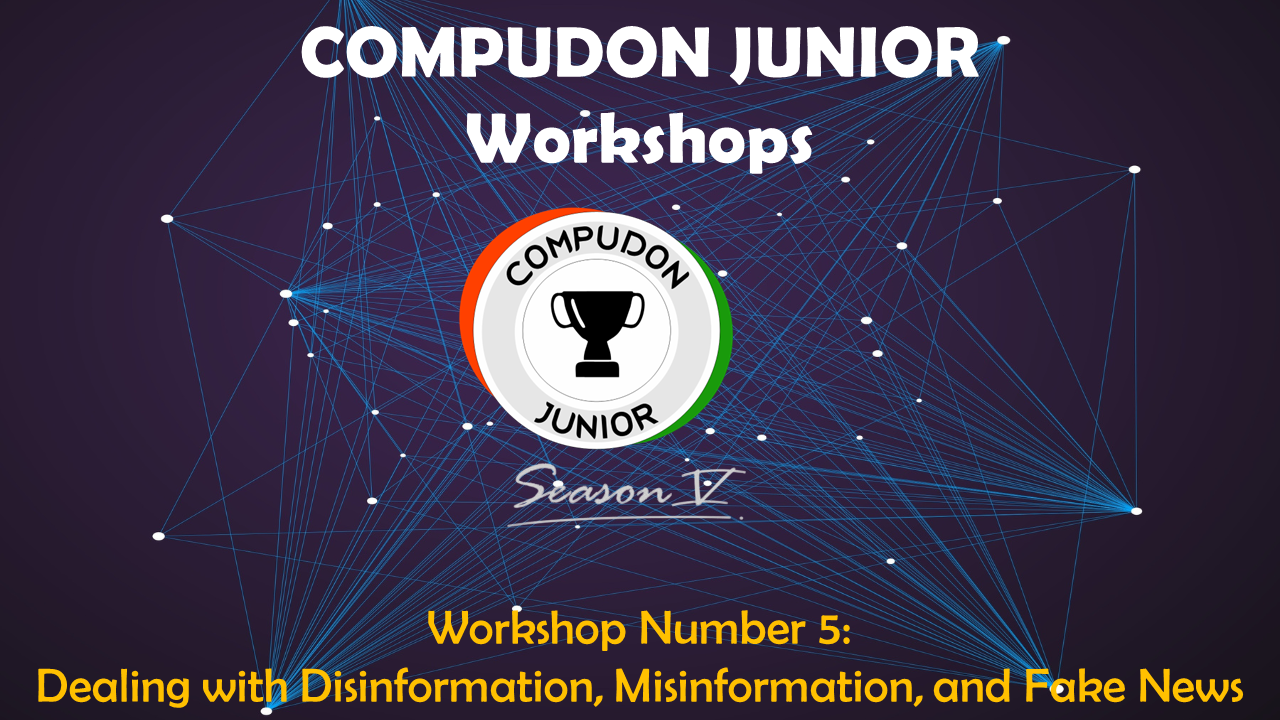 COMPUDON JUNIOR
Workshops
COMPUDON
JUNIOR
Season V
Workshop Number 5:
Dealing with Disinformation, Misinformation, and Fake News